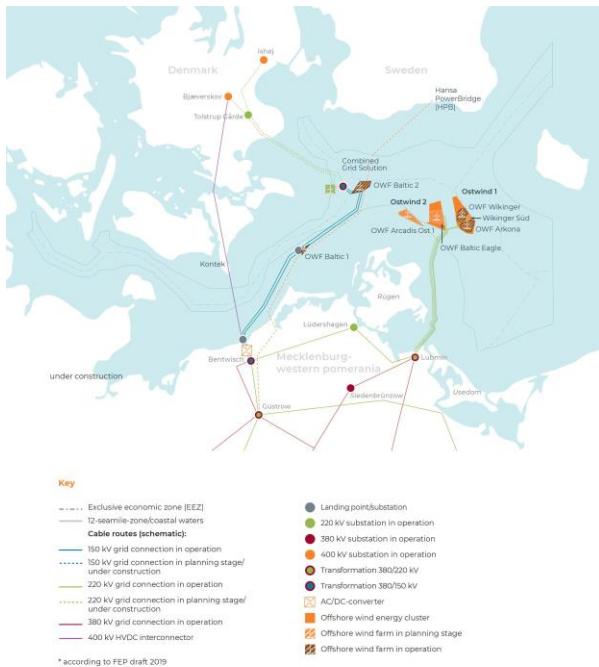 Ishøj
Denmark
Sweden
Bjæverskov
Hansa
PowerBridge
[HPB]
Tolstrup Gårde
Combined
Grid Solution
OWF Baltic 2
Ostwind 1
Ostwind 2
OWF Wikinger
Wikinger Süd
OWF Arcadis Ost 1
OWF Arkona
OWF Baltic Eagle
OWF Baltic 1
Kontek
Rügen
Lüdershagen
Bentwisch
Mecklenburg-
western pomerania
Lubmin
under construction
Siedenbrünzow
Usedom
Güstrow
Key
Exclusive economic zone [EEZ]
12-seamile-zone/coastal waters
Cable routes (schematic):
150 kV grid connection in operation
150 kV grid connection in planning stage/
under construction
220 kV grid connection in operation
220 kV grid connection in planning stage/
under construction
380 kV grid connection in operation
400 kV HVDC interconnector
* according to FEP draft 2019
Landing point/substation
220 kV substation in operation
380 kV substation in operation
400 kV substation in operation
Transformation 380/220 kV
Transformation 380/150 kV
AC/DC-converter
Offshore wind energy cluster
Offshore wind farm in planning stage
Offshore wind farm in operation